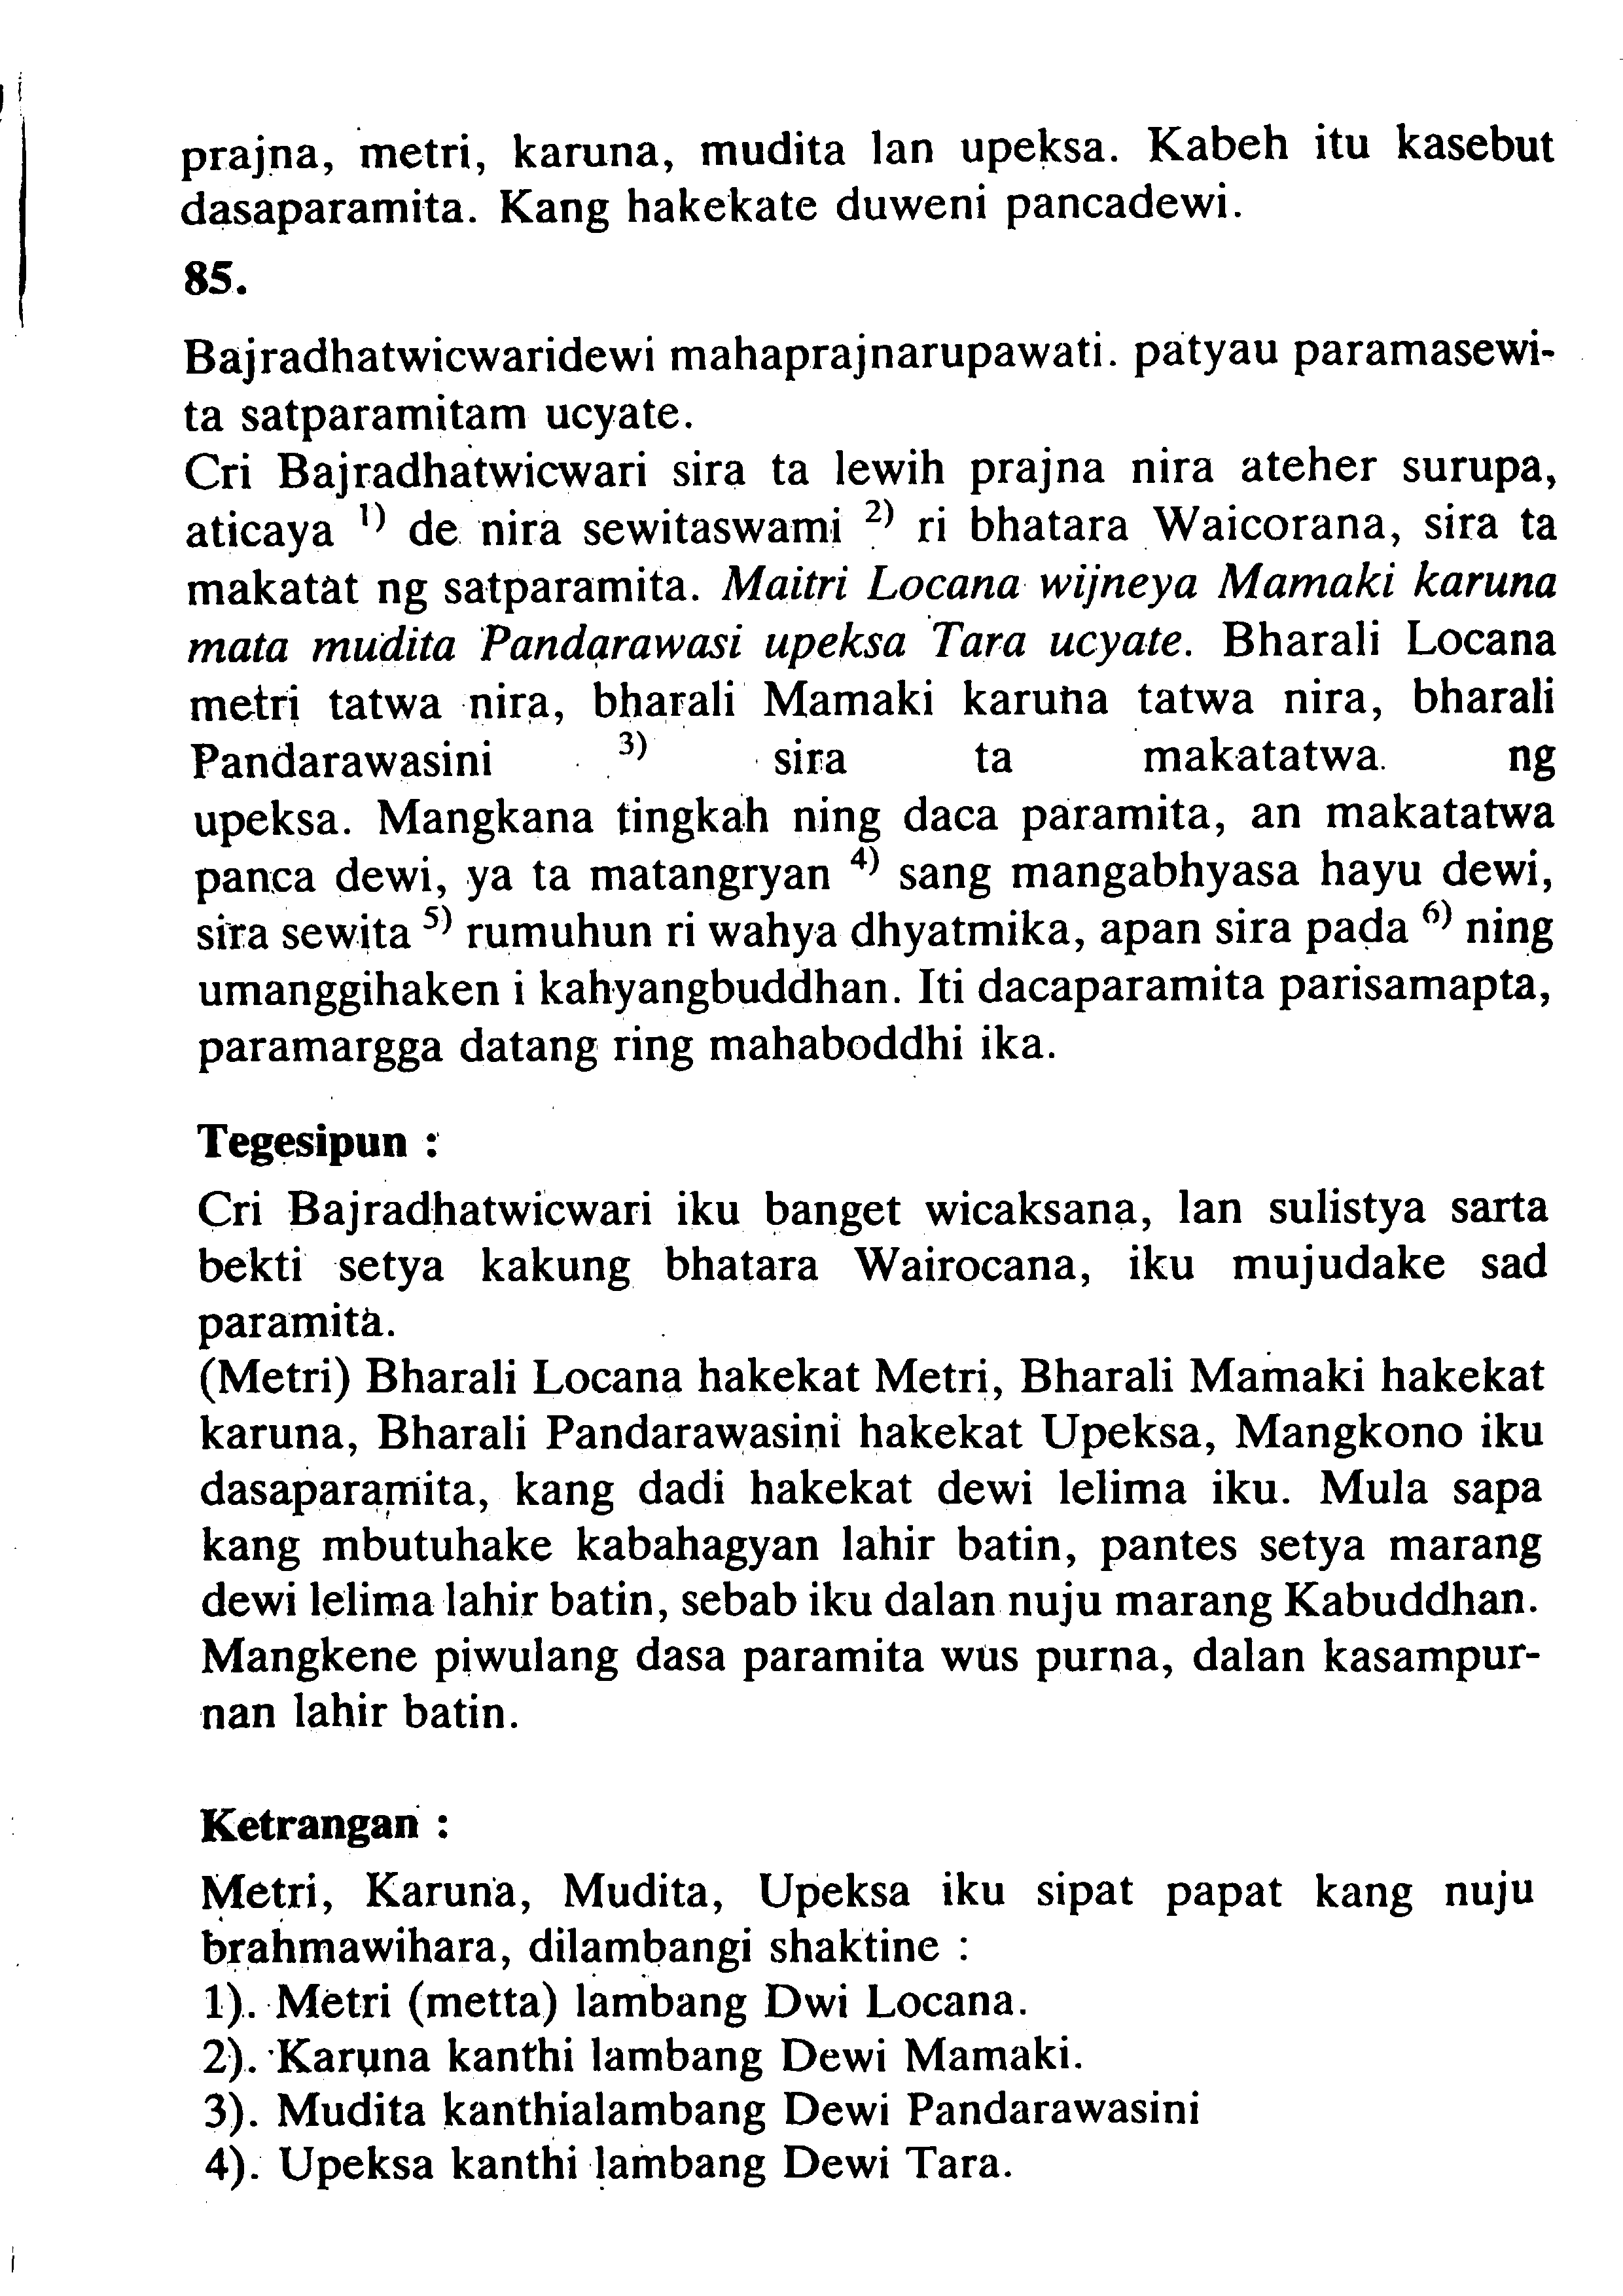 prajna, metri, karuna, mudita lan upeksa. Kabeh itu kasebut
dasaparamita. Kang hakekate duweni pancadewi.
85.
Bajradhatwicwaridewi mahaprajnarupawati. patyau paramasewi-
ta satparamitam ucyate.
Cri Bajradhatwicwari sira ta lewih prajna nira ateher surupa,
aticaya 1) de nira sewitaswami 2) ri bhatara Waicorana, sira ta
makatat ng satparamita. Maitri Locana wijneya Mamaki karuna
mata mudita Pandarawasi upeksa Tara ucyate. Bharali Locana
metri tatwa nira, bharali Mamaki karuna tatwa nira, bharali
Pandarawasini 3) sira ta makatatwa ng
upeksa. Mangkana tingkah ning daca paramita, an makatatwa
panca dewi, ya ta matangryan 4) sang mangabhyasa hayu dewi,
sira sewita 5) rumuhun ri wahya dhyatmika, apan sira pada 6) ning
umanggihaken i kahyangbuddhan. Iti dacaparamita parisamapta,
paramargga datang ring mahaboddhi ika.
Tegesipun :
Cri Bajradhatwicwari iku banget wicaksana, lan sulistya sarta
bekti setya kakung bhatara Wairocana, iku mujudake sad
paramita.
(Metri) Bharali Locana hakekat Metri, Bharali Mamaki hakekat
karuna, Bharali Pandarawasini hakekat Upeksa, Mangkono iku
dasaparamita, kang dadi hakekat dewi lelima iku. Mula sapa
kang mbutuhake kabahagyan lahir batin, pantes setya marang
dewi lelima lahir batin, sebab iku dalan nuju marang Kabuddhan.
Mangkene piwulang dasa paramita wus purna, dalan kasampur-
nan lahir batin.
Ketrangan :
Metri, Karuna, Mudita, Upeksa iku sipat papat kang nuju
brahmawihara, dilambangi shaktine :
1). Metri (metta) lambang Dwi Locana.
2). Karuna kanthi lambang Dewi Mamaki.
3). Mudita kanthialambang Dewi Pandarawasini
4). Upeksa kanthi lambang Dewi Tara.